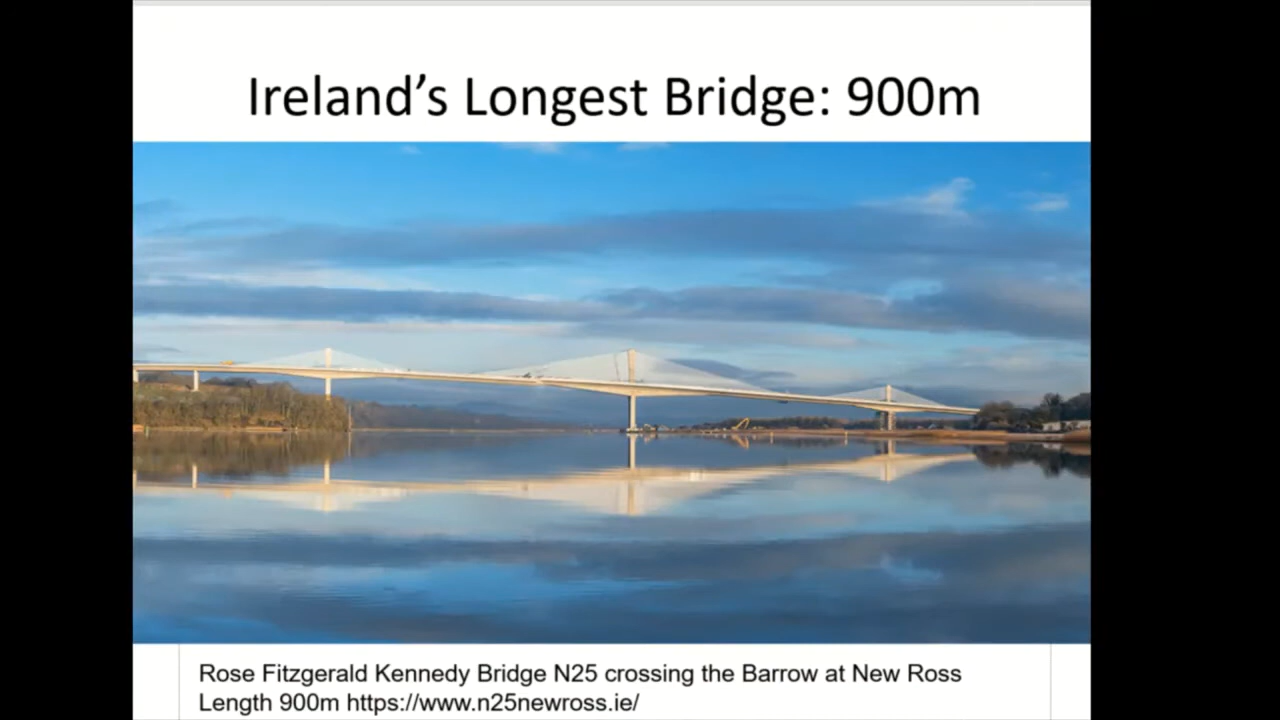 Ireland’s Longest Bridge: 900m
Rose Fitzgerald Kennedy Bridge N25 crossing the Barrow at New Ross
Length 900m https://www.n25newross.ie/